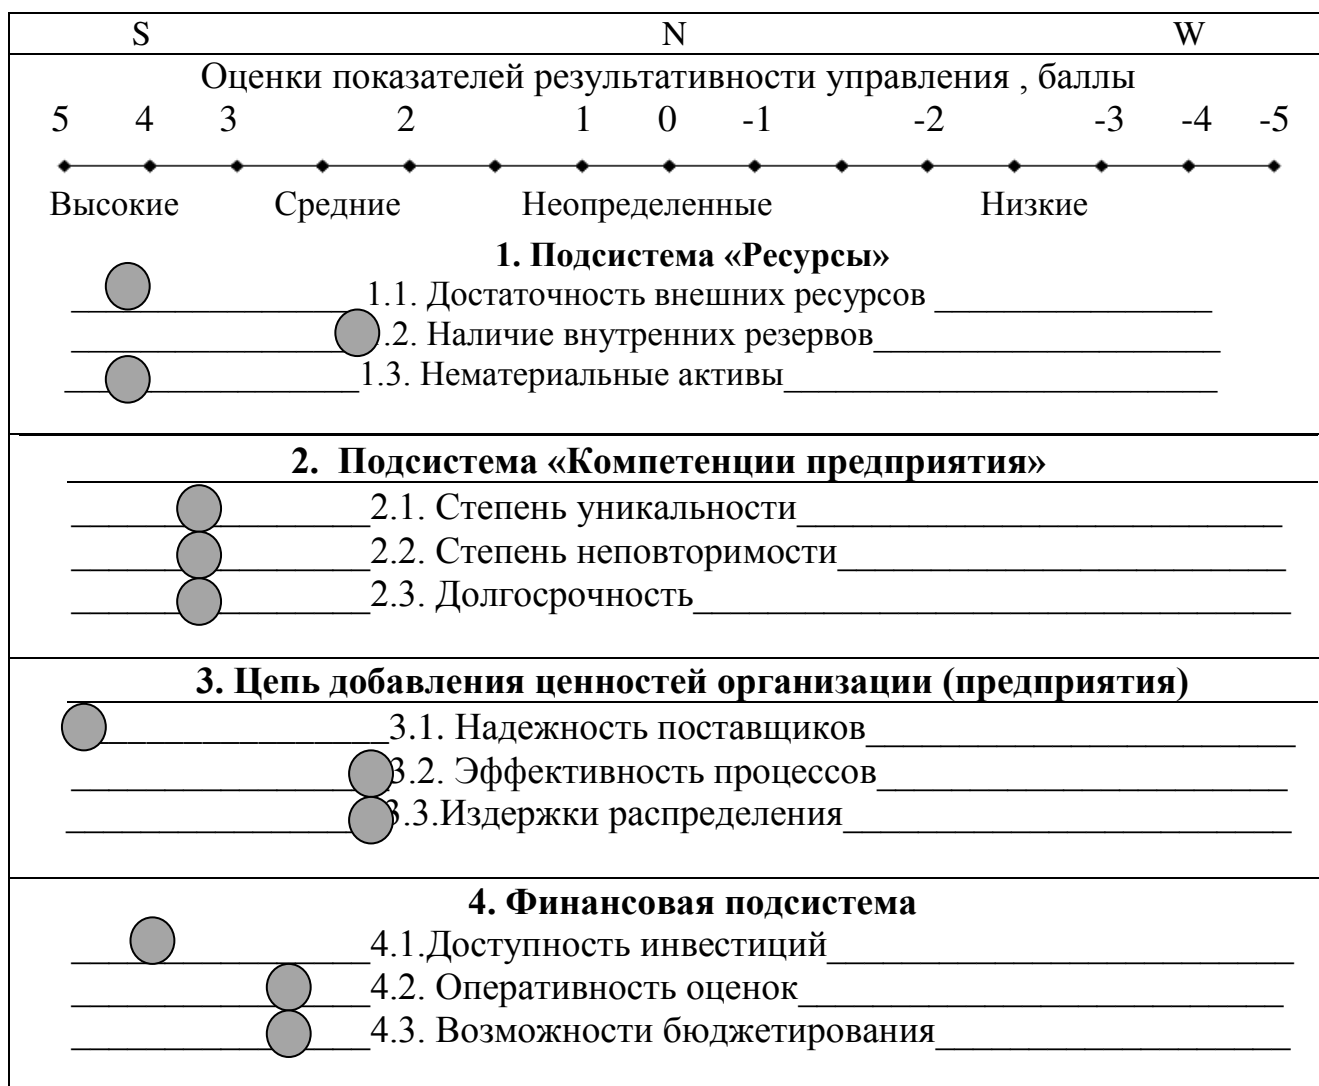 S N W
Оценки показателей результативности управления , баллы
5 4 3 2 1 0 -1 -2 -3 -4 -5
Высокие Средние Неопределенные Низкие
1. Подсистема «Ресурсы»
1.1. Достаточность внешних ресурсов
.2. Наличие внутренних резервов
1.3. Нематериальные активы
2. Подсистема «Компетенции предприятия»
2.1. Степень уникальности
2.2. Степень неповторимости
2.3. Долгосрочность
3. Цепь добавления ценностей организации (предприятия)
3.1. Надежность поставщиков
3.2. Эффективность процессов
3.3.Издержки распределения
4. Финансовая подсистема
4.1.Доступность инвестиций
4.2. Оперативность оценок
4.3. Возможности бюджетирования